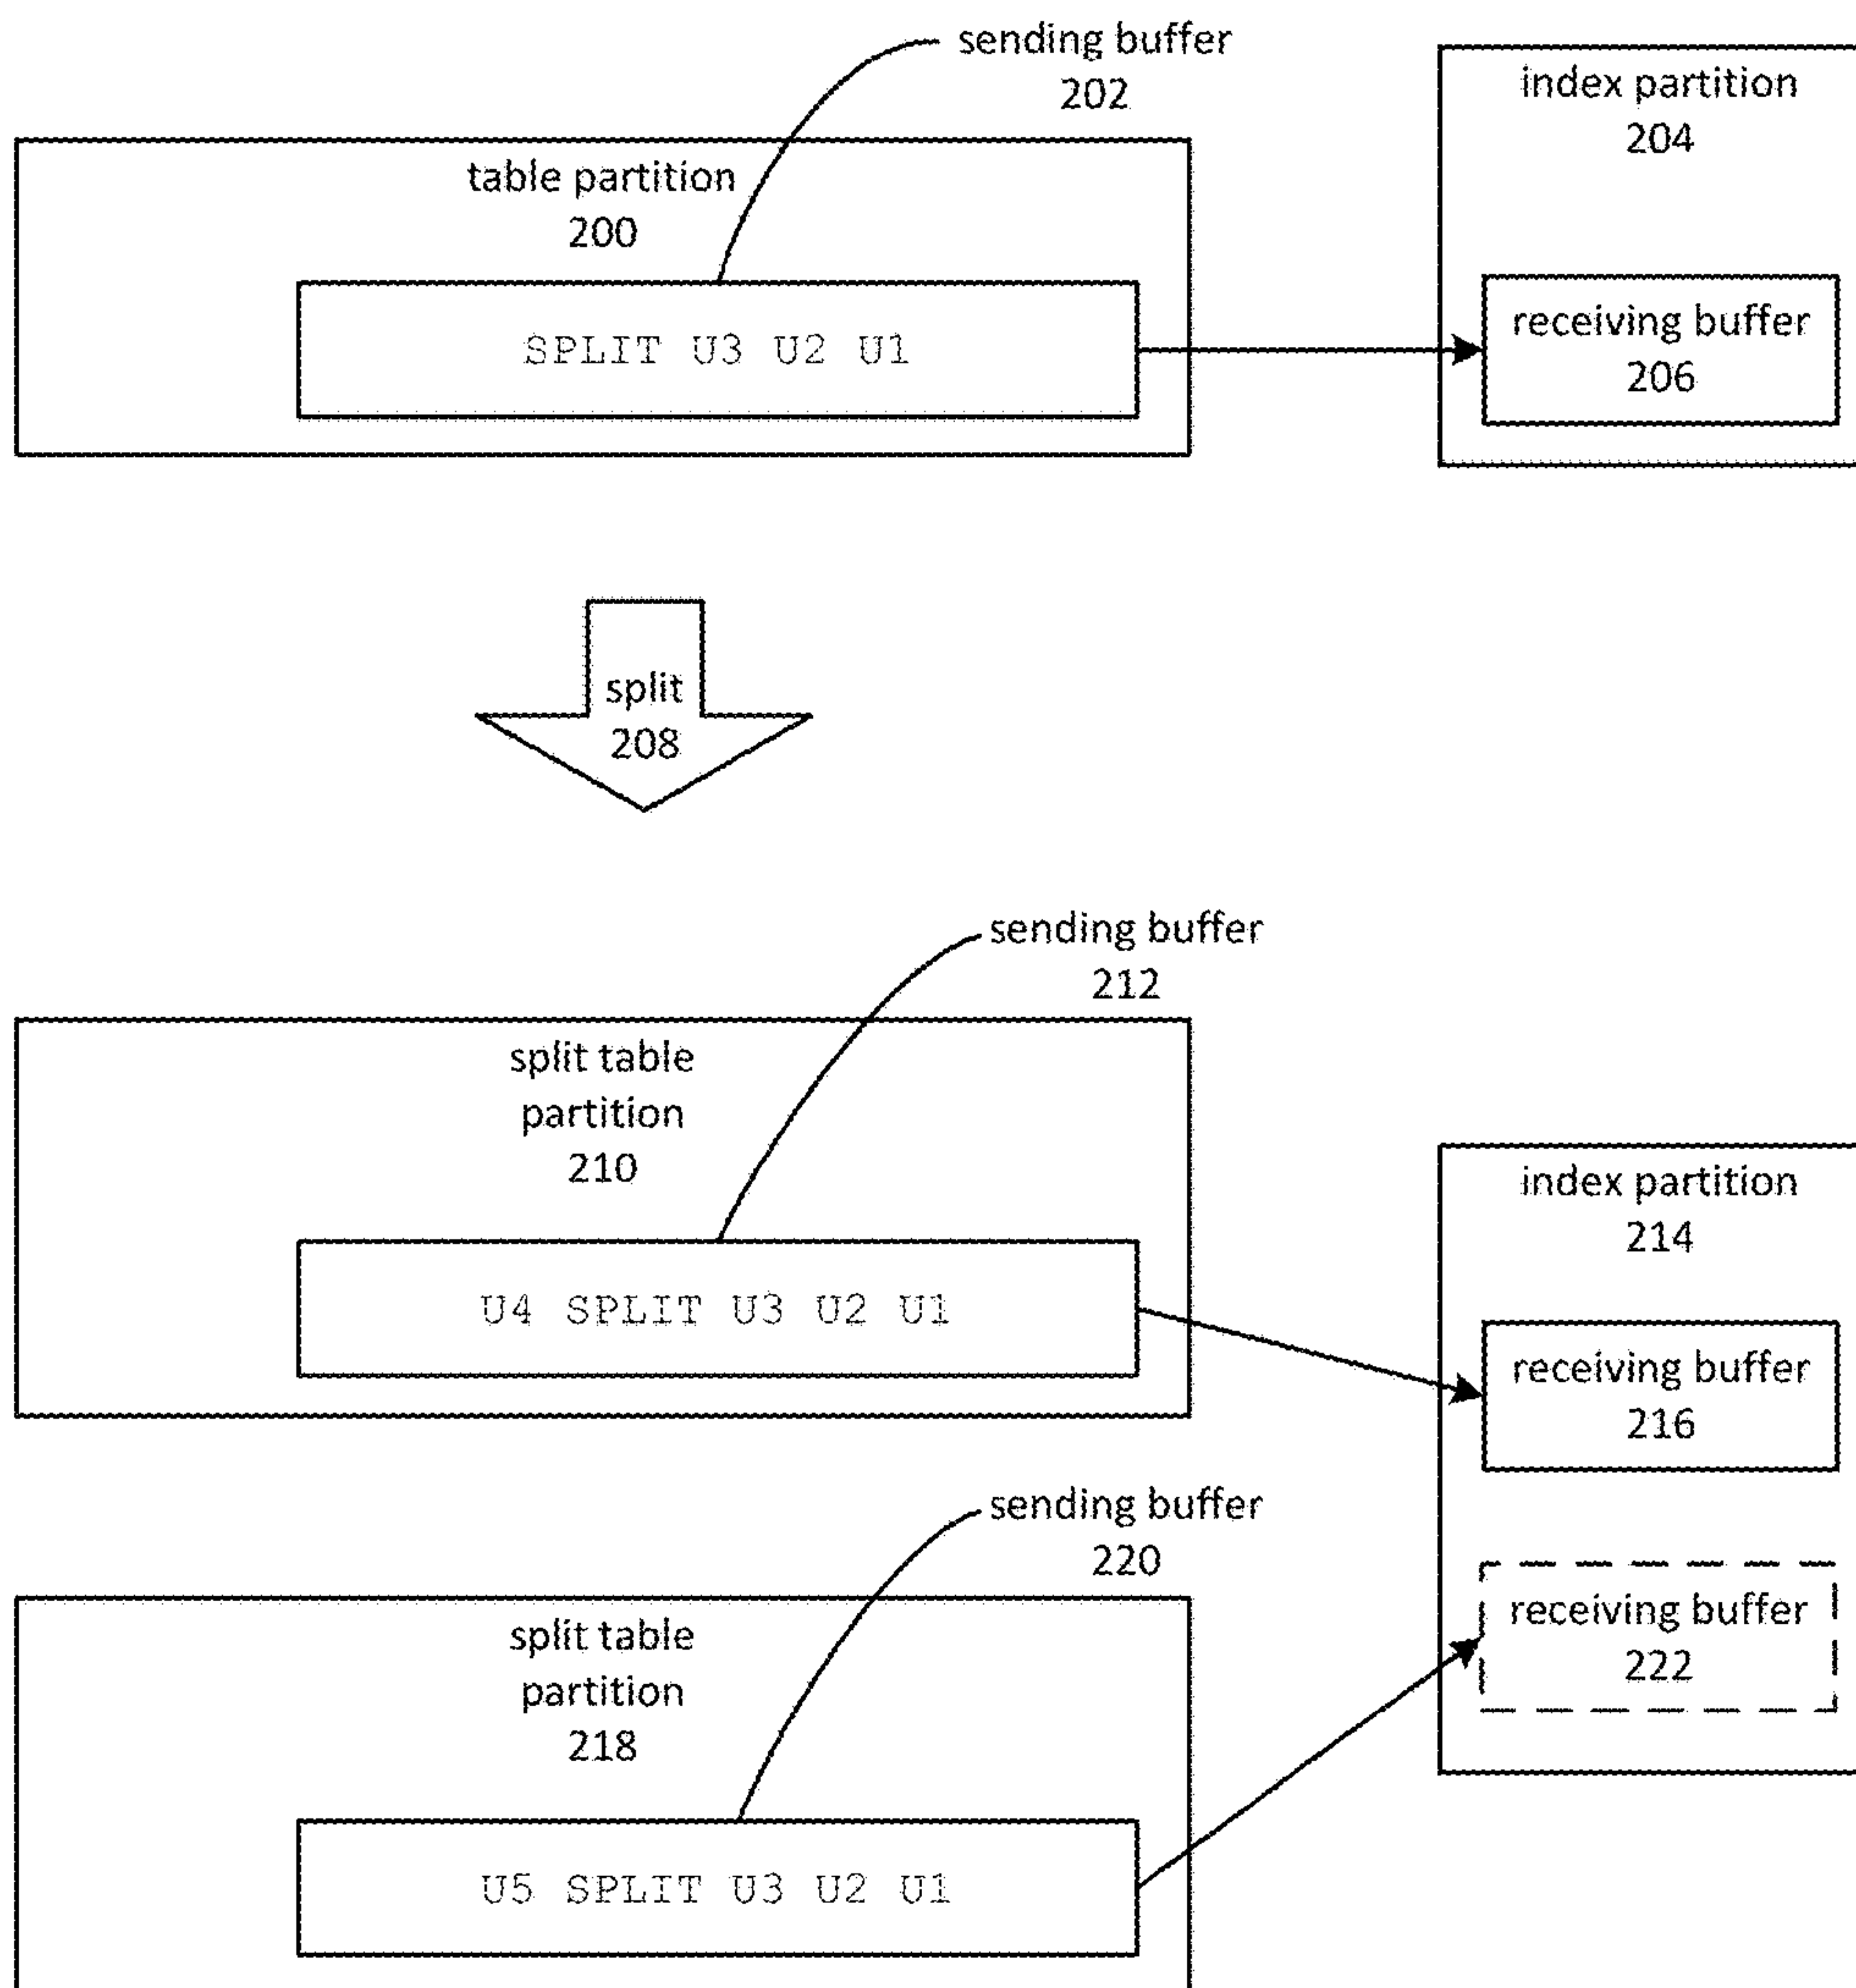 sending buffer
202
index partition
204
table partition
200
SPLIT U3 U2 U1
receiving buffer
206
split
208
sending buffer
212
split table
partition
210
index partition
214
U4 SPLIT U3 U2 U1
receiving buffer
216
sending buffer
220
receiving buffer
222
split table
partition
218
U5 SPLIT U3 U2 U1